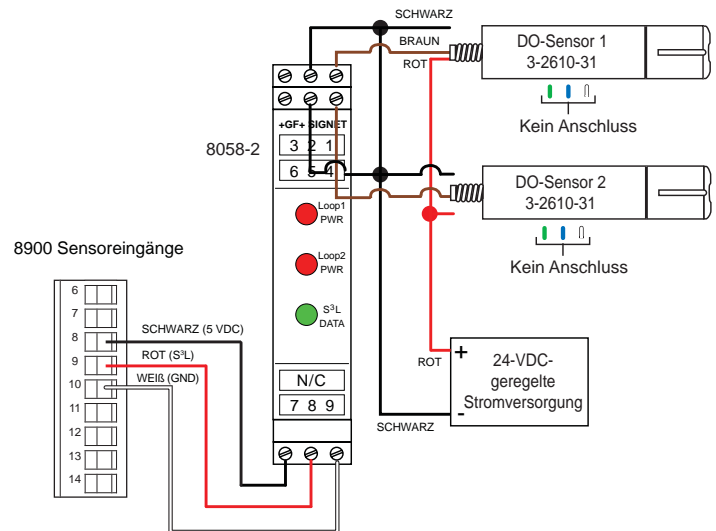 SCHWARZ
BRAUN
ROT
DO-Sensor 1
3-2610-31
Kein Anschluss
+GF+ SIGNET
8058-2
3 2 1
6 5 4
DO-Sensor 2
3-2610-31
Kein Anschluss
Loop1
PWR
Loop2
PWR
S³L
DATA
8900 Sensoreingänge
6
7
8
9
10
11
12
13
14
SCHWARZ (5 VDC)
ROT (S³L)
WEIß (GND)
N/C
7 8 9
ROT
+
-
24-VDC-
geregelte
Stromversorgung
SCHWARZ